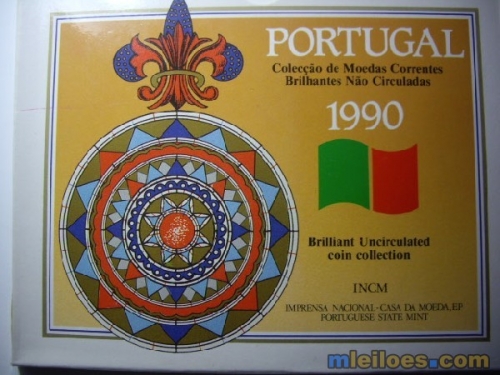 PORTUGAL
Colecção de Moedas Correntes
Brilhantes Não Circuladas
1990
Brilliant Uncirculated
coin collection
INCM
IMPRENSA NACIONAL-CASA DA MOEDA, EP
PORTUGUESE STATE MINT
mleiloes.com